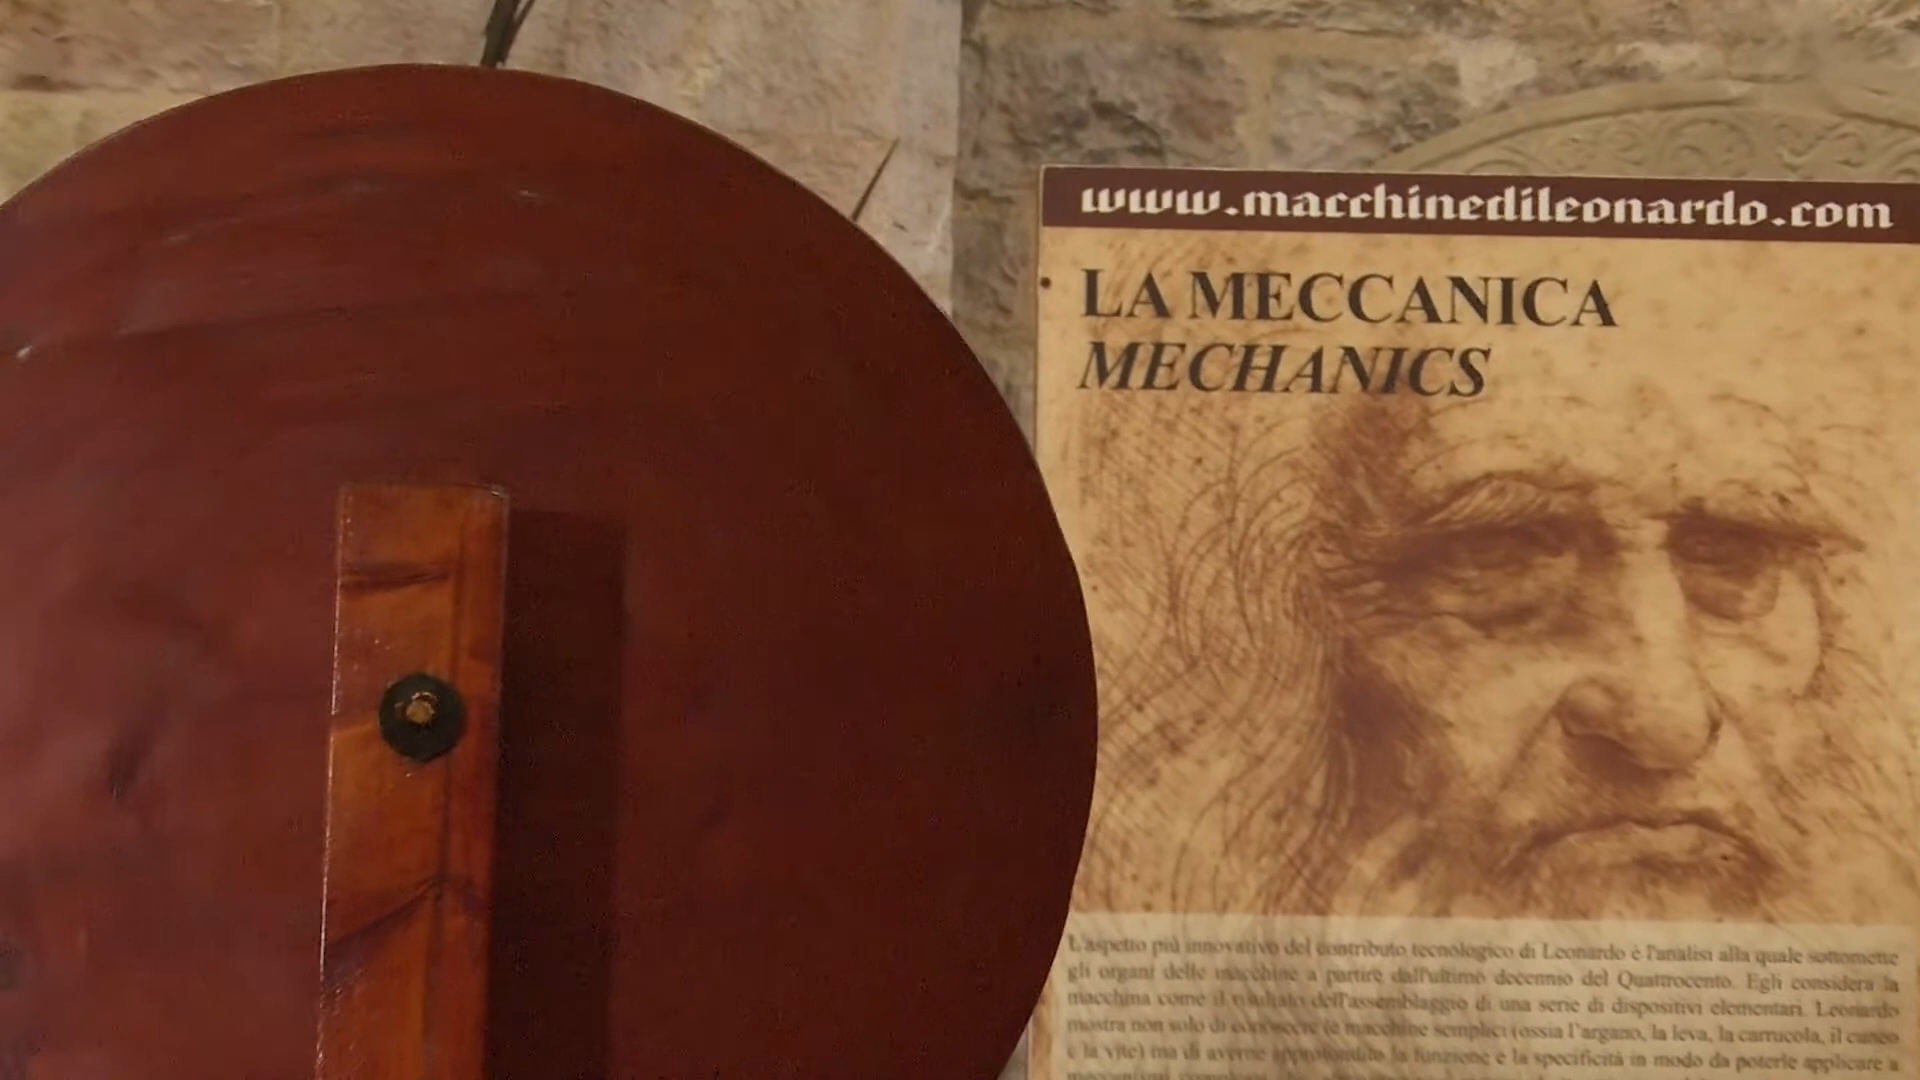 www.macchinedileonardo.com
LA MECCANICA
MECHANICS
L'aspetto più innovativo del contributo tecnologico di Leonardo è l'analisi alla quale sottomette
gli organi delle macchine a partire dall'ultimo decennio del Quattrocento. Egli considera la
macchina come il risultato dell'assemblaggio di una serie di dispositivi elementari. Leonardo
mostra non solo di conoscere le macchine semplici (ossia l'argano, la leva, la carrucola, il cuneo
e la vite) ma di averne approfondito la funzione e la specificità in modo da poterle applicare a